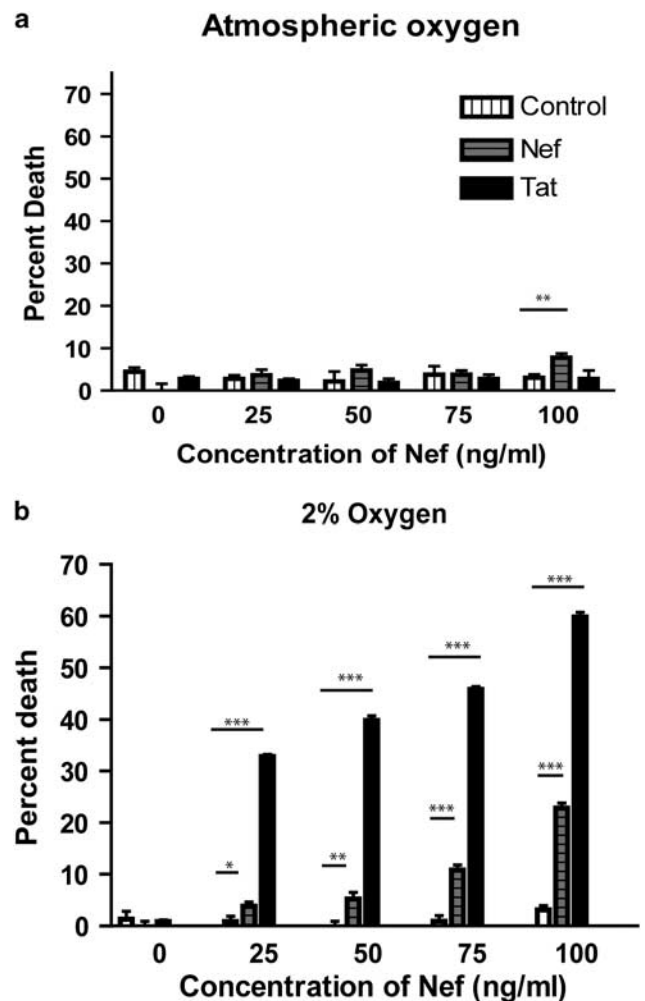 a
Atmospheric oxygen
70
60
50
40
30
20
10
0
Percent Death
Control
Nef
Tat
**
0 25 50 75 100
Concentration of Nef (ng/ml)
b
2% Oxygen
70
60
50
40
30
20
10
0
Percent death
***
***
***
***
*
**
***
***
0 25 50 75 100
Concentration of Nef (ng/ml)